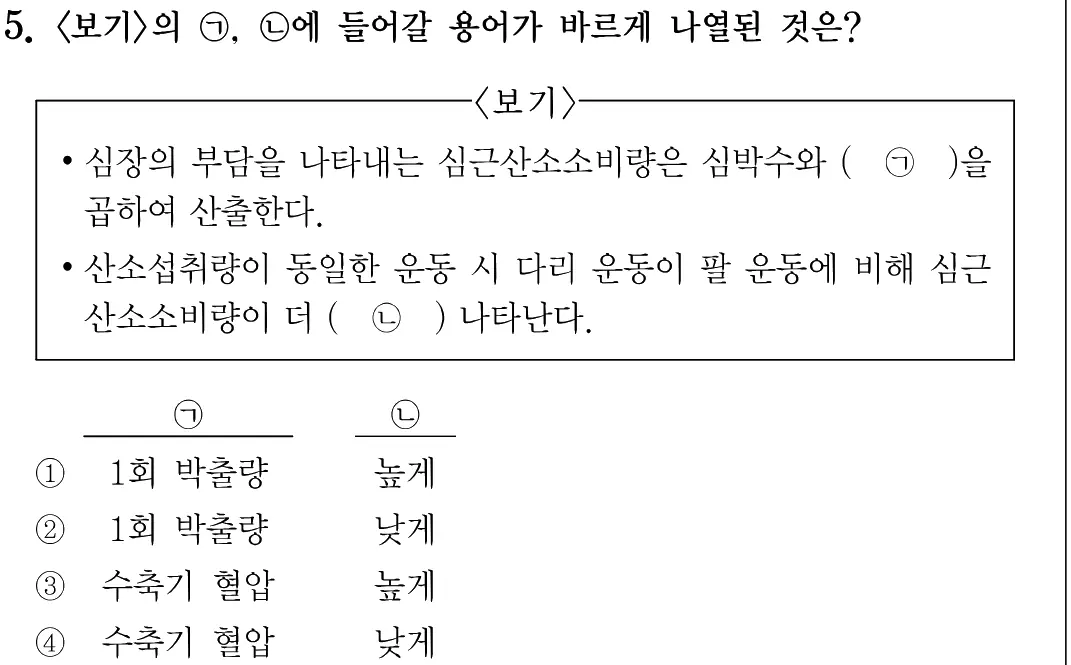 5. 〈보기〉의 ㉠, ㉡에 들어갈 용어가 바르게 나열된 것은?
〈보기〉
• 심장의 부담을 나타내는 심근산소소비량은 심박수와 ( ㉠ )을
곱하여 산출한다.
• 산소섭취량이 동일한 운동 시 다리 운동이 팔 운동에 비해 심근
산소소비량이 더 ( ㉡ ) 나타난다.
㉠ ㉡
① 1회 박출량 높게
② 1회 박출량 낮게
③ 수축기 혈압 높게
④ 수축기 혈압 낮게